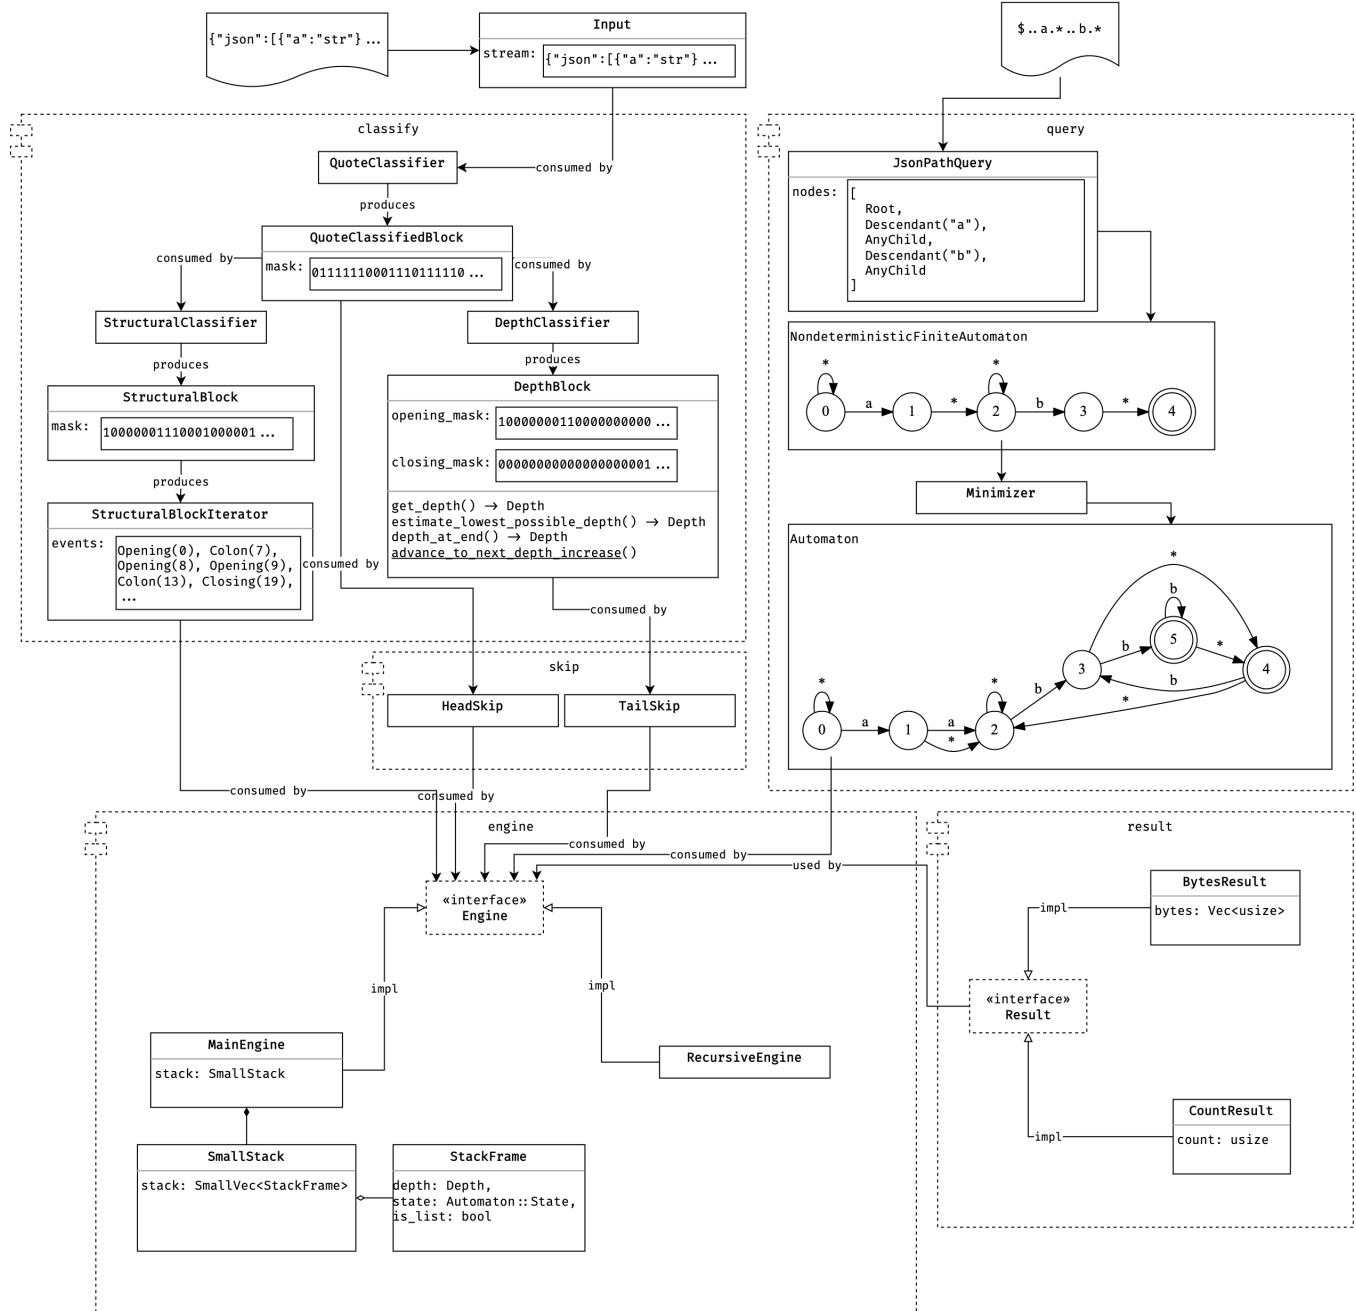 {"json":[{"a":"str"} ...
Input
stream:
{"json":[{"a":"str"} ...
$..a.*..b.*
classify
QuoteClassifier
consumed by
produces
QuoteClassifiedBlock
mask:
01111110001110111110 ...
consumed by
consumed by
StructuralClassifier
DepthClassifier
produces
produces
StructuralBlock
mask:
10000001110001000001 ...
produces
DepthBlock
opening_mask:
10000000110000000000 ...
closing_mask:
00000000000000000001 ...
get_depth() → Depth
estimate_lowest_possible_depth() → Depth
depth_at_end() → Depth
advance_to_next_depth_increase()
StructuralBlockIterator
events:
Opening(0), Colon(7),
Opening(8), Opening(9),
Colon(13), Closing(19),
...
consumed by
consumed by
skip
HeadSkip
TailSkip
query
JsonPathQuery
nodes:
[
Root,
Descendant("a"),
AnyChild,
Descendant("b"),
AnyChild
]
NondeterministicFiniteAutomaton
*
*
0
a
1
*
2
b
3
*
4
Minimizer
Automaton
*
b
5
b
*
3
4
b
*
*
*
b
0
a
1
a
*
2
consumed by
consumed by
consumed by
consumed by
used by
engine
«interface»
Engine
impl
impl
MainEngine
stack: SmallStack
RecursiveEngine
SmallStack
stack: SmallVec<StackFrame>
StackFrame
depth: Depth,
state: Automaton::State,
is_list: bool
result
BytesResult
bytes: Vec<usize>
impl
«interface»
Result
CountResult
count: usize
impl